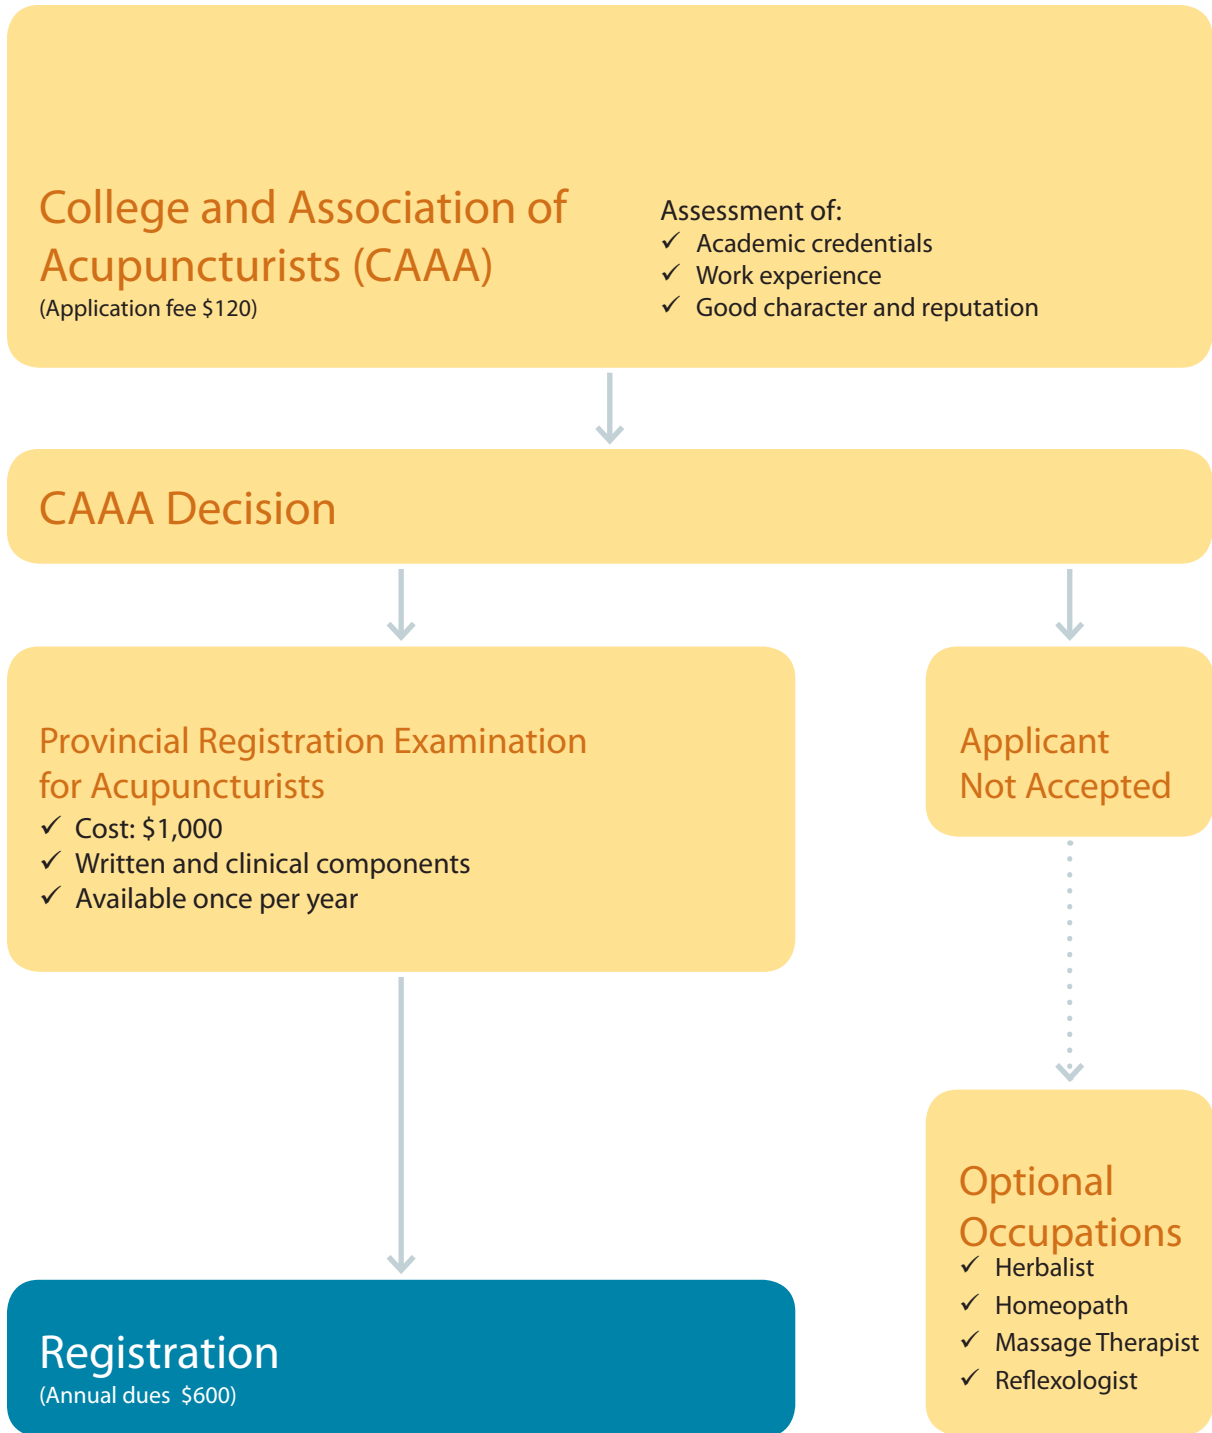 College and Association of
Acupuncturists (CAAA)
(Application fee $120)
Assessment of:
✓ Academic credentials
✓ Work experience
✓ Good character and reputation
CAAA Decision
Provincial Registration Examination
for Acupuncturists
✓ Cost: $1,000
✓ Written and clinical components
✓ Available once per year
Applicant
Not Accepted
Registration
(Annual dues $600)
Optional
Occupations
✓ Herbalist
✓ Homeopath
✓ Massage Therapist
✓ Reflexologist